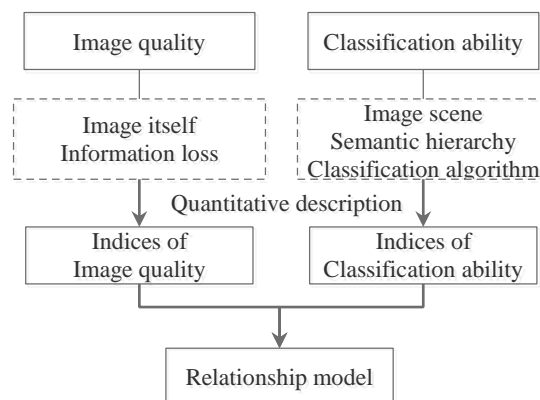 Image quality
Classification ability
Image itself
Information loss
Image scene
Semantic hierarchy
Classification algorithm
Quantitative description
Indices of
Image quality
Indices of
Classification ability
Relationship model